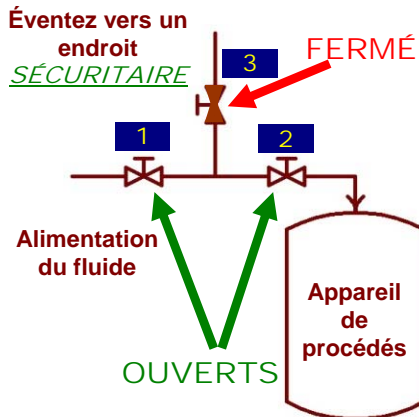 Éventez vers un
endroit
SÉCURITAIRE
3
FERMÉ
1
2
Alimentation
du fluide
Appareil
de
procédés
OUVERTS